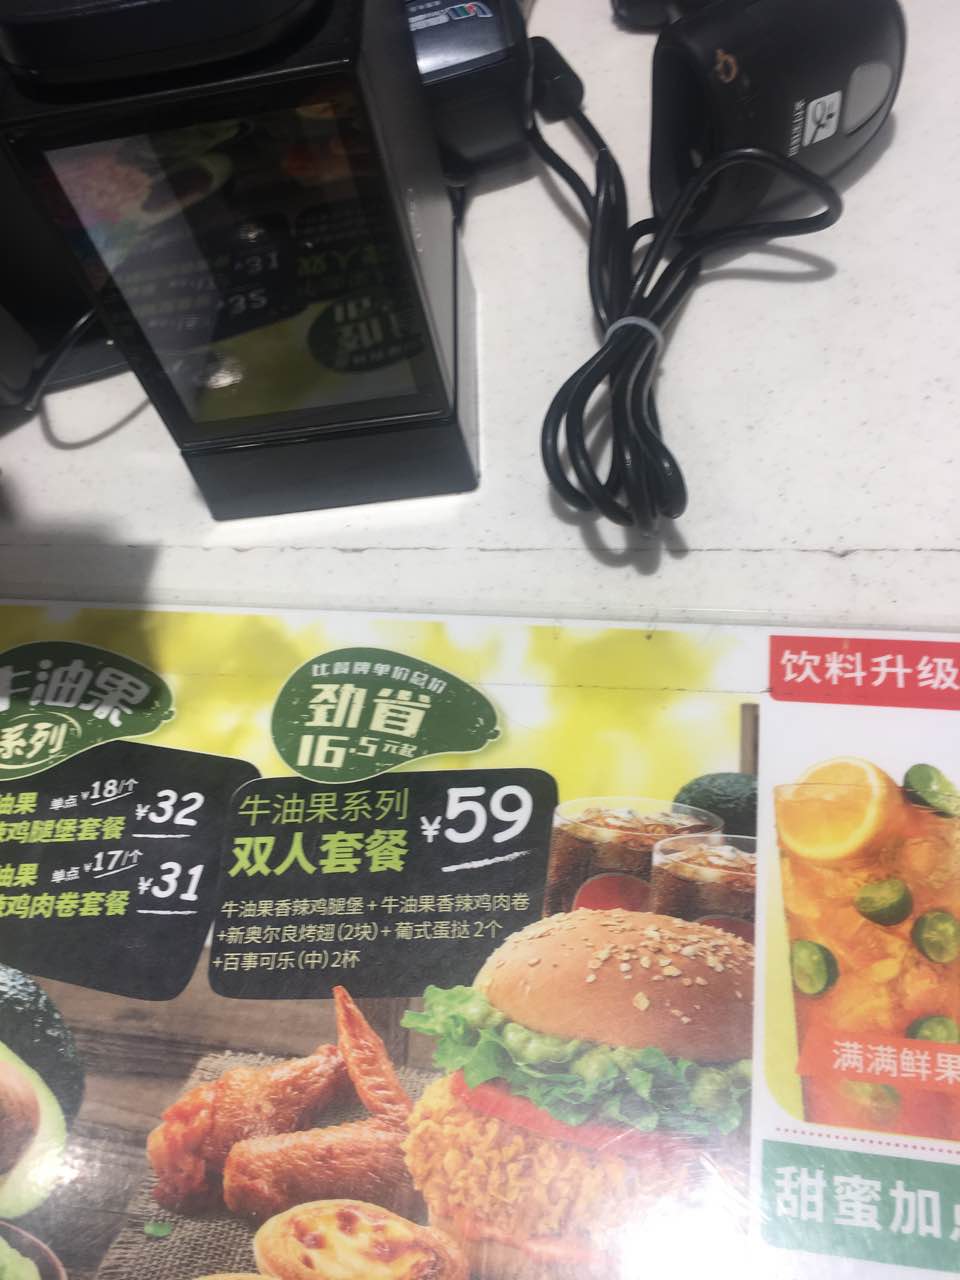 牛油果
系列
油果 单点¥18/个
鸡腿堡套餐 ¥32
油果 单点¥17/个
鸡肉卷套餐 ¥31
比餐牌单价总价
劲省
16.5元起
牛油果系列
双人套餐 ¥59
牛油果香辣鸡腿堡+牛油果香辣鸡肉卷
+新奥尔良烤翅(2块)+葡式蛋挞2个
+百事可乐(中)2杯
饮料升级
满满鲜果
甜蜜加